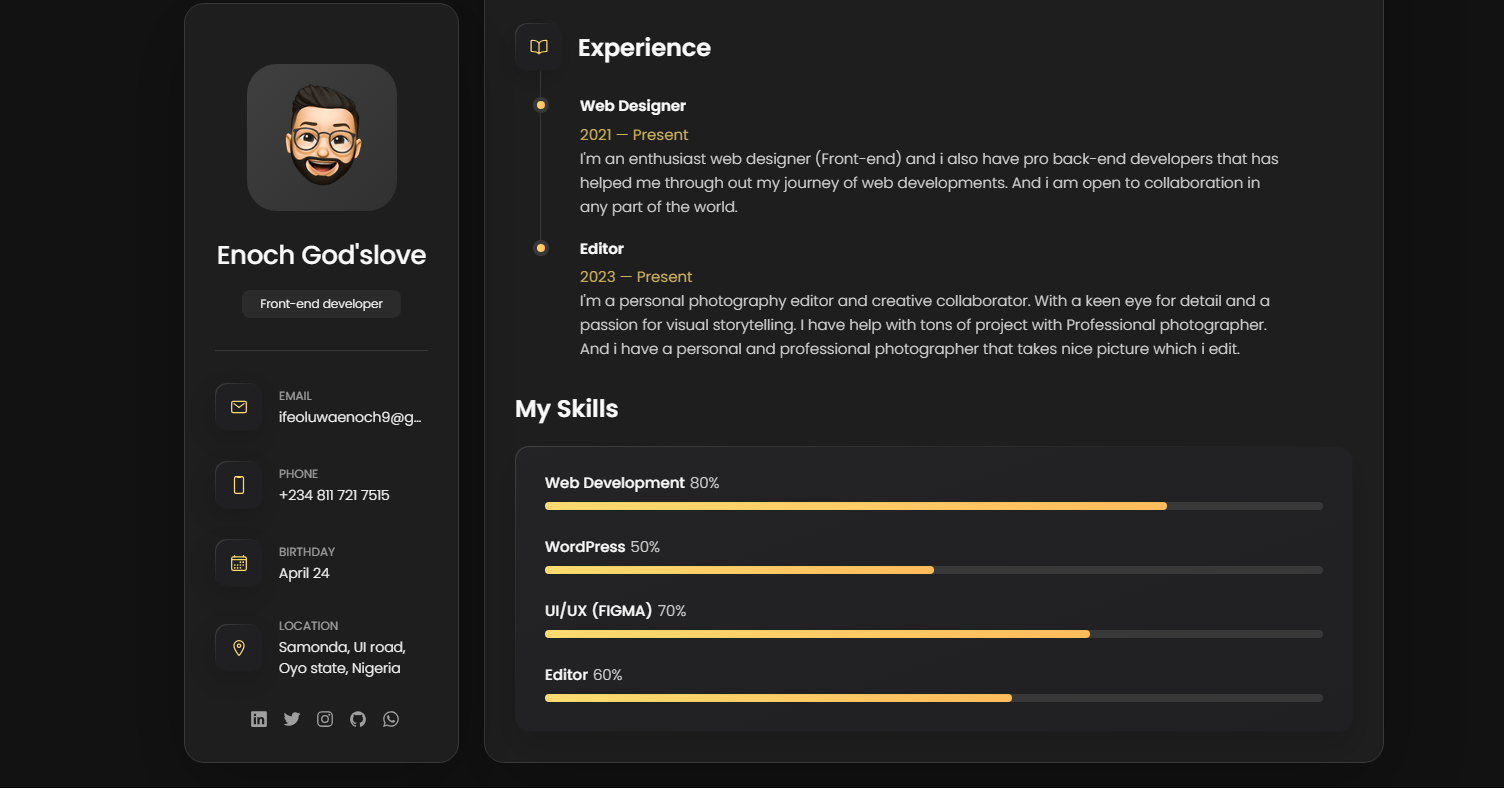 Enoch God'slove
Front-end developer
EMAIL
ifeoluwaenoch9@g...
PHONE
+234 811 721 7515
BIRTHDAY
April 24
LOCATION
Samonda, UI road,
Oyo state, Nigeria
Experience
Web Designer
2021 — Present
I'm an enthusiast web designer (Front-end) and i also have pro back-end developers that has
helped me through out my journey of web developments. And i am open to collaboration in
any part of the world.
Editor
2023 — Present
I'm a personal photography editor and creative collaborator. With a keen eye for detail and a
passion for visual storytelling. I have help with tons of project with Professional photographer.
And i have a personal and professional photographer that takes nice picture which i edit.
My Skills
Web Development 80%
WordPress 50%
UI/UX (FIGMA) 70%
Editor 60%